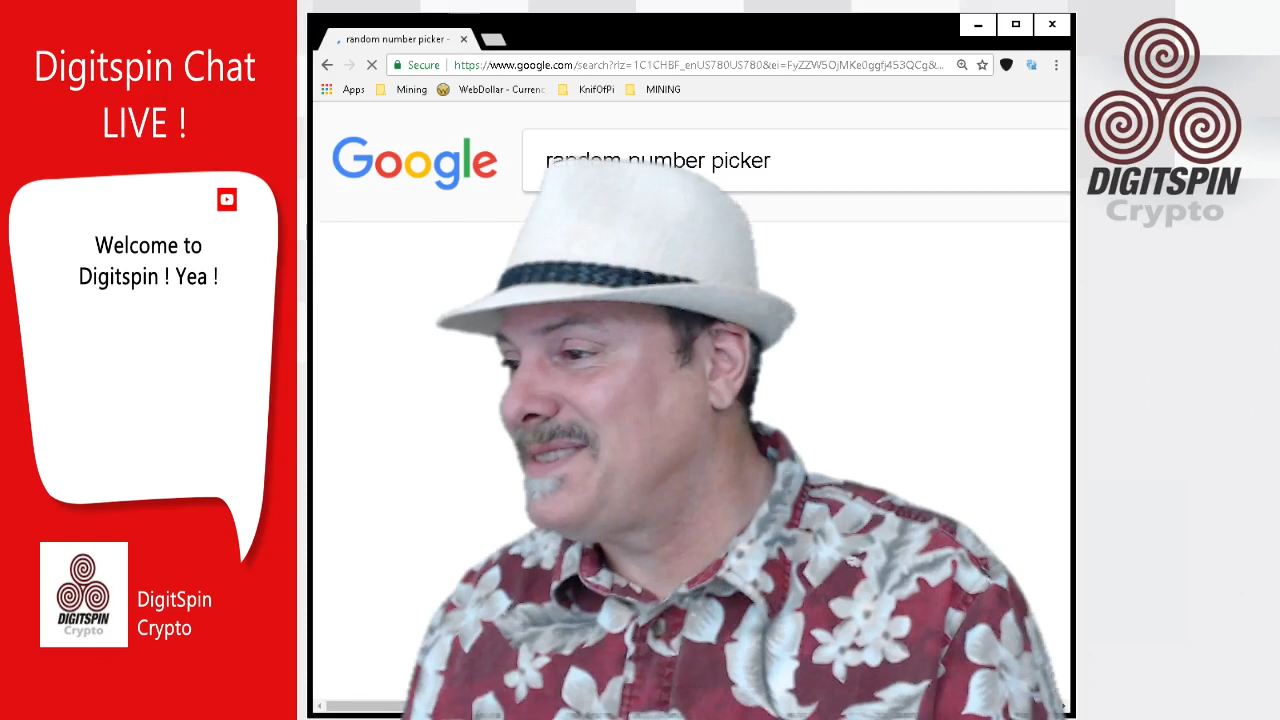 Digitspin Chat
LIVE !
Welcome to
Digitspin ! Yea !
DIGITSPIN
Crypto
DigitSpin
Crypto
random number picker -
Secure
https://www.google.com/search?rlz=1C1CHBF_enUS780US780&ei=FyZZW5OjMKe0ggfj453QCg&...
Apps
Mining
WebDollar - Currenc
KnifOfPi
MINING
Google
random number picker
DIGITSPIN
Crypto